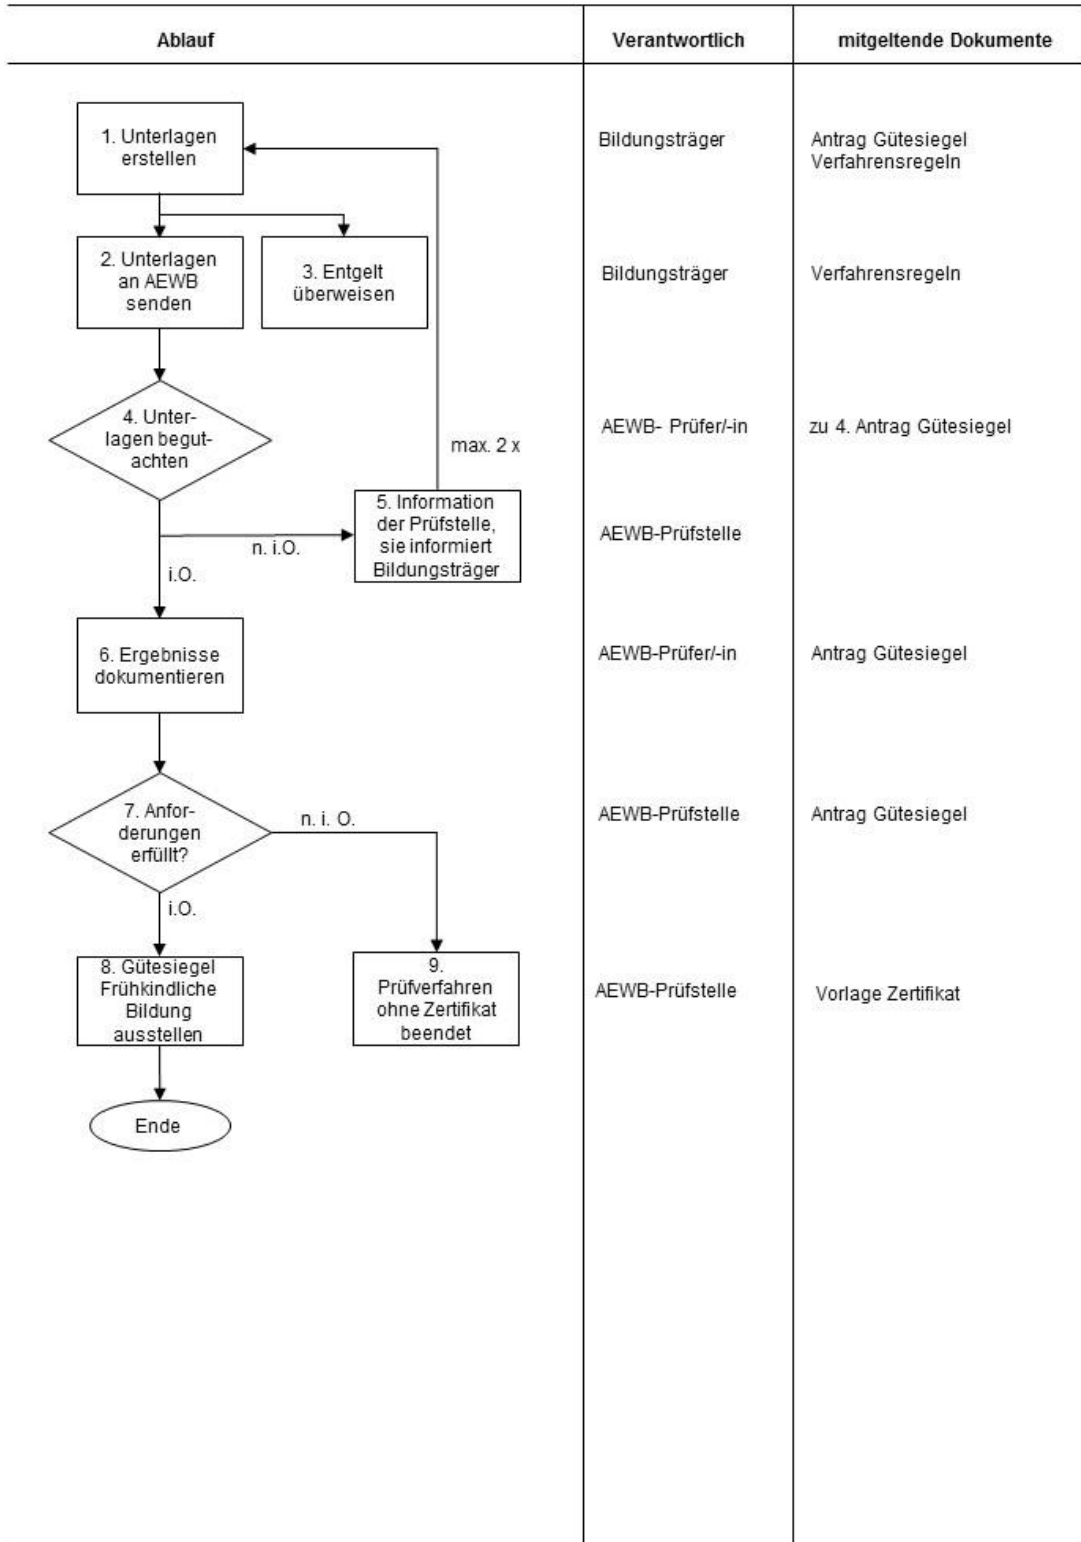 Ablauf
Verantwortlich
mitgeltende Dokumente
1. Unterlagen
erstellen
Bildungsträger
Antrag Gütesiegel
Verfahrensregeln
2. Unterlagen
an AEWB
senden
3. Entgelt
überweisen
Bildungsträger
Verfahrensregeln
4. Unter-
lagen begut-
achten
max. 2 x
AEWB- Prüfer/-in
zu 4. Antrag Gütesiegel
n. i.O.
5. Information
der Prüfstelle,
sie informiert
Bildungsträger
AEWB-Prüfstelle
i.O.
6. Ergebnisse
dokumentieren
AEWB-Prüfer/-in
Antrag Gütesiegel
7. Anfor-
derungen
erfüllt?
n. i. O.
AEWB-Prüfstelle
Antrag Gütesiegel
i.O.
8. Gütesiegel
Frühkindliche
Bildung
ausstellen
9.
Prüfverfahren
ohne Zertifikat
beendet
AEWB-Prüfstelle
Vorlage Zertifikat
Ende